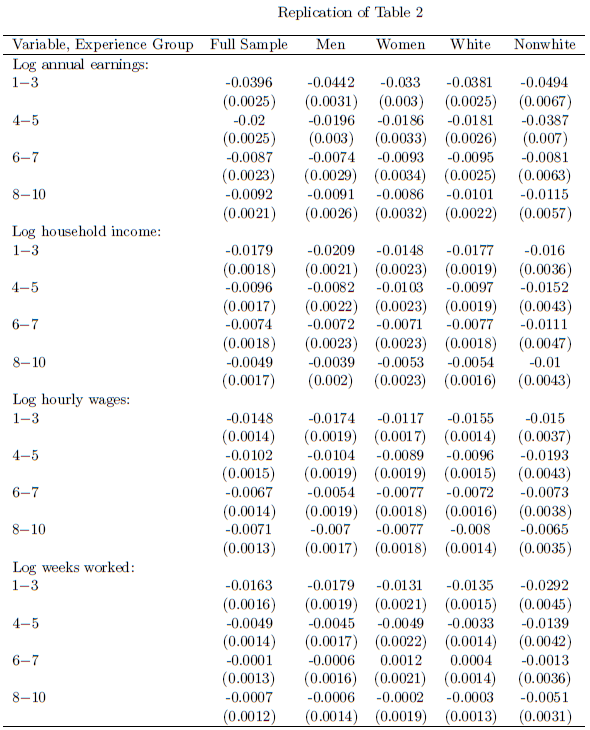 Replication of Table 2
Variable, Experience Group Full Sample Men Women White Nonwhite
Log annual earnings:
1−3 -0.0396 -0.0442 -0.033 -0.0381 -0.0494
(0.0025) (0.0031) (0.003) (0.0025) (0.0067)
4−5 -0.02 -0.0196 -0.0186 -0.0181 -0.0387
(0.0025) (0.003) (0.0033) (0.0026) (0.007)
6−7 -0.0087 -0.0074 -0.0093 -0.0095 -0.0081
(0.0023) (0.0029) (0.0034) (0.0025) (0.0063)
8−10 -0.0092 -0.0091 -0.0086 -0.0101 -0.0115
(0.0021) (0.0026) (0.0032) (0.0022) (0.0057)
Log household income:
1−3 -0.0179 -0.0209 -0.0148 -0.0177 -0.016
(0.0018) (0.0021) (0.0023) (0.0019) (0.0036)
4−5 -0.0096 -0.0082 -0.0103 -0.0097 -0.0152
(0.0017) (0.0022) (0.0023) (0.0019) (0.0043)
6−7 -0.0074 -0.0072 -0.0071 -0.0077 -0.0111
(0.0018) (0.0023) (0.0023) (0.0018) (0.0047)
8−10 -0.0049 -0.0039 -0.0053 -0.0054 -0.01
(0.0017) (0.002) (0.0023) (0.0016) (0.0043)
Log hourly wages:
1−3 -0.0148 -0.0174 -0.0117 -0.0155 -0.015
(0.0014) (0.0019) (0.0017) (0.0014) (0.0037)
4−5 -0.0102 -0.0104 -0.0089 -0.0096 -0.0193
(0.0015) (0.0019) (0.0019) (0.0015) (0.0043)
6−7 -0.0067 -0.0054 -0.0077 -0.0072 -0.0073
(0.0014) (0.0019) (0.0018) (0.0016) (0.0038)
8−10 -0.0071 -0.007 -0.0077 -0.008 -0.0065
(0.0013) (0.0017) (0.0018) (0.0014) (0.0035)
Log weeks worked:
1−3 -0.0163 -0.0179 -0.0131 -0.0135 -0.0292
(0.0016) (0.0019) (0.0021) (0.0015) (0.0045)
4−5 -0.0049 -0.0045 -0.0049 -0.0033 -0.0139
(0.0014) (0.0017) (0.0022) (0.0014) (0.0042)
6−7 -0.0001 -0.0006 0.0012 0.0004 -0.0013
(0.0013) (0.0016) (0.0021) (0.0014) (0.0036)
8−10 -0.0007 -0.0006 -0.0002 -0.0003 -0.0051
(0.0012) (0.0014) (0.0019) (0.0013) (0.0031)